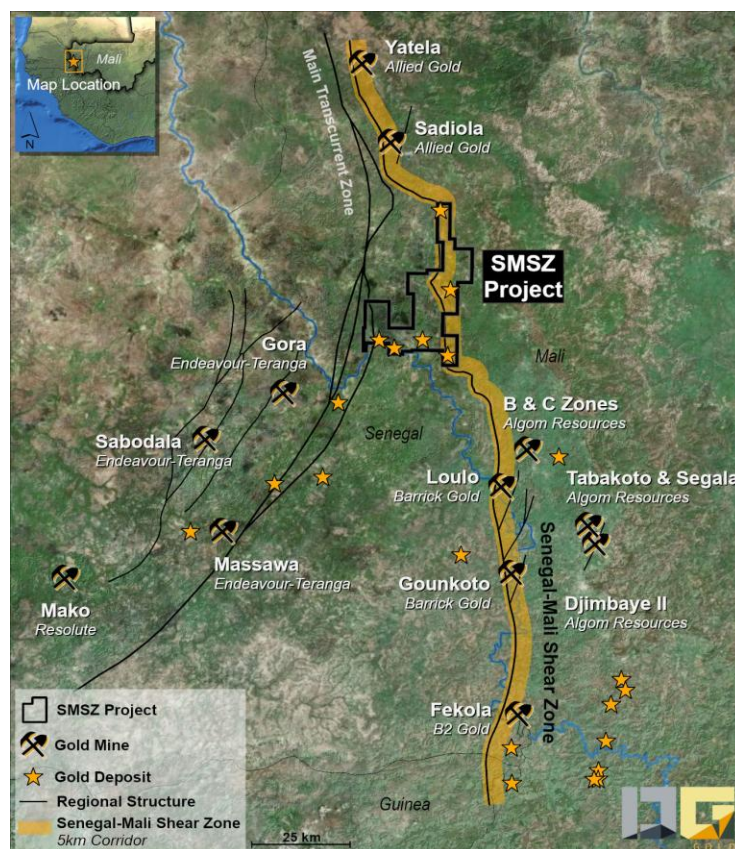 Mali
Map Location
N
Yatela
Allied Gold
Main Transcurrent Zone
Sadiola
Allied Gold
SMSZ
Project
Gora
Endeavour-Teranga
Mali
B & C Zones
Algom Resources
Senegal
Sabodala
Endeavour-Teranga
Loulo
Barrick Gold
Tabakoto & Segala
Algom Resources
Massawa
Endeavour-Teranga
Gounkoto
Barrick Gold
Senegal-Mali Shear Zone
Mako
Resolute
Djimbaye II
Algom Resources
Fekola
B2 Gold
SMSZ Project
Gold Mine
Gold Deposit
Regional Structure
Senegal-Mali Shear Zone
5km Corridor
25 km
Guinea
GOLD